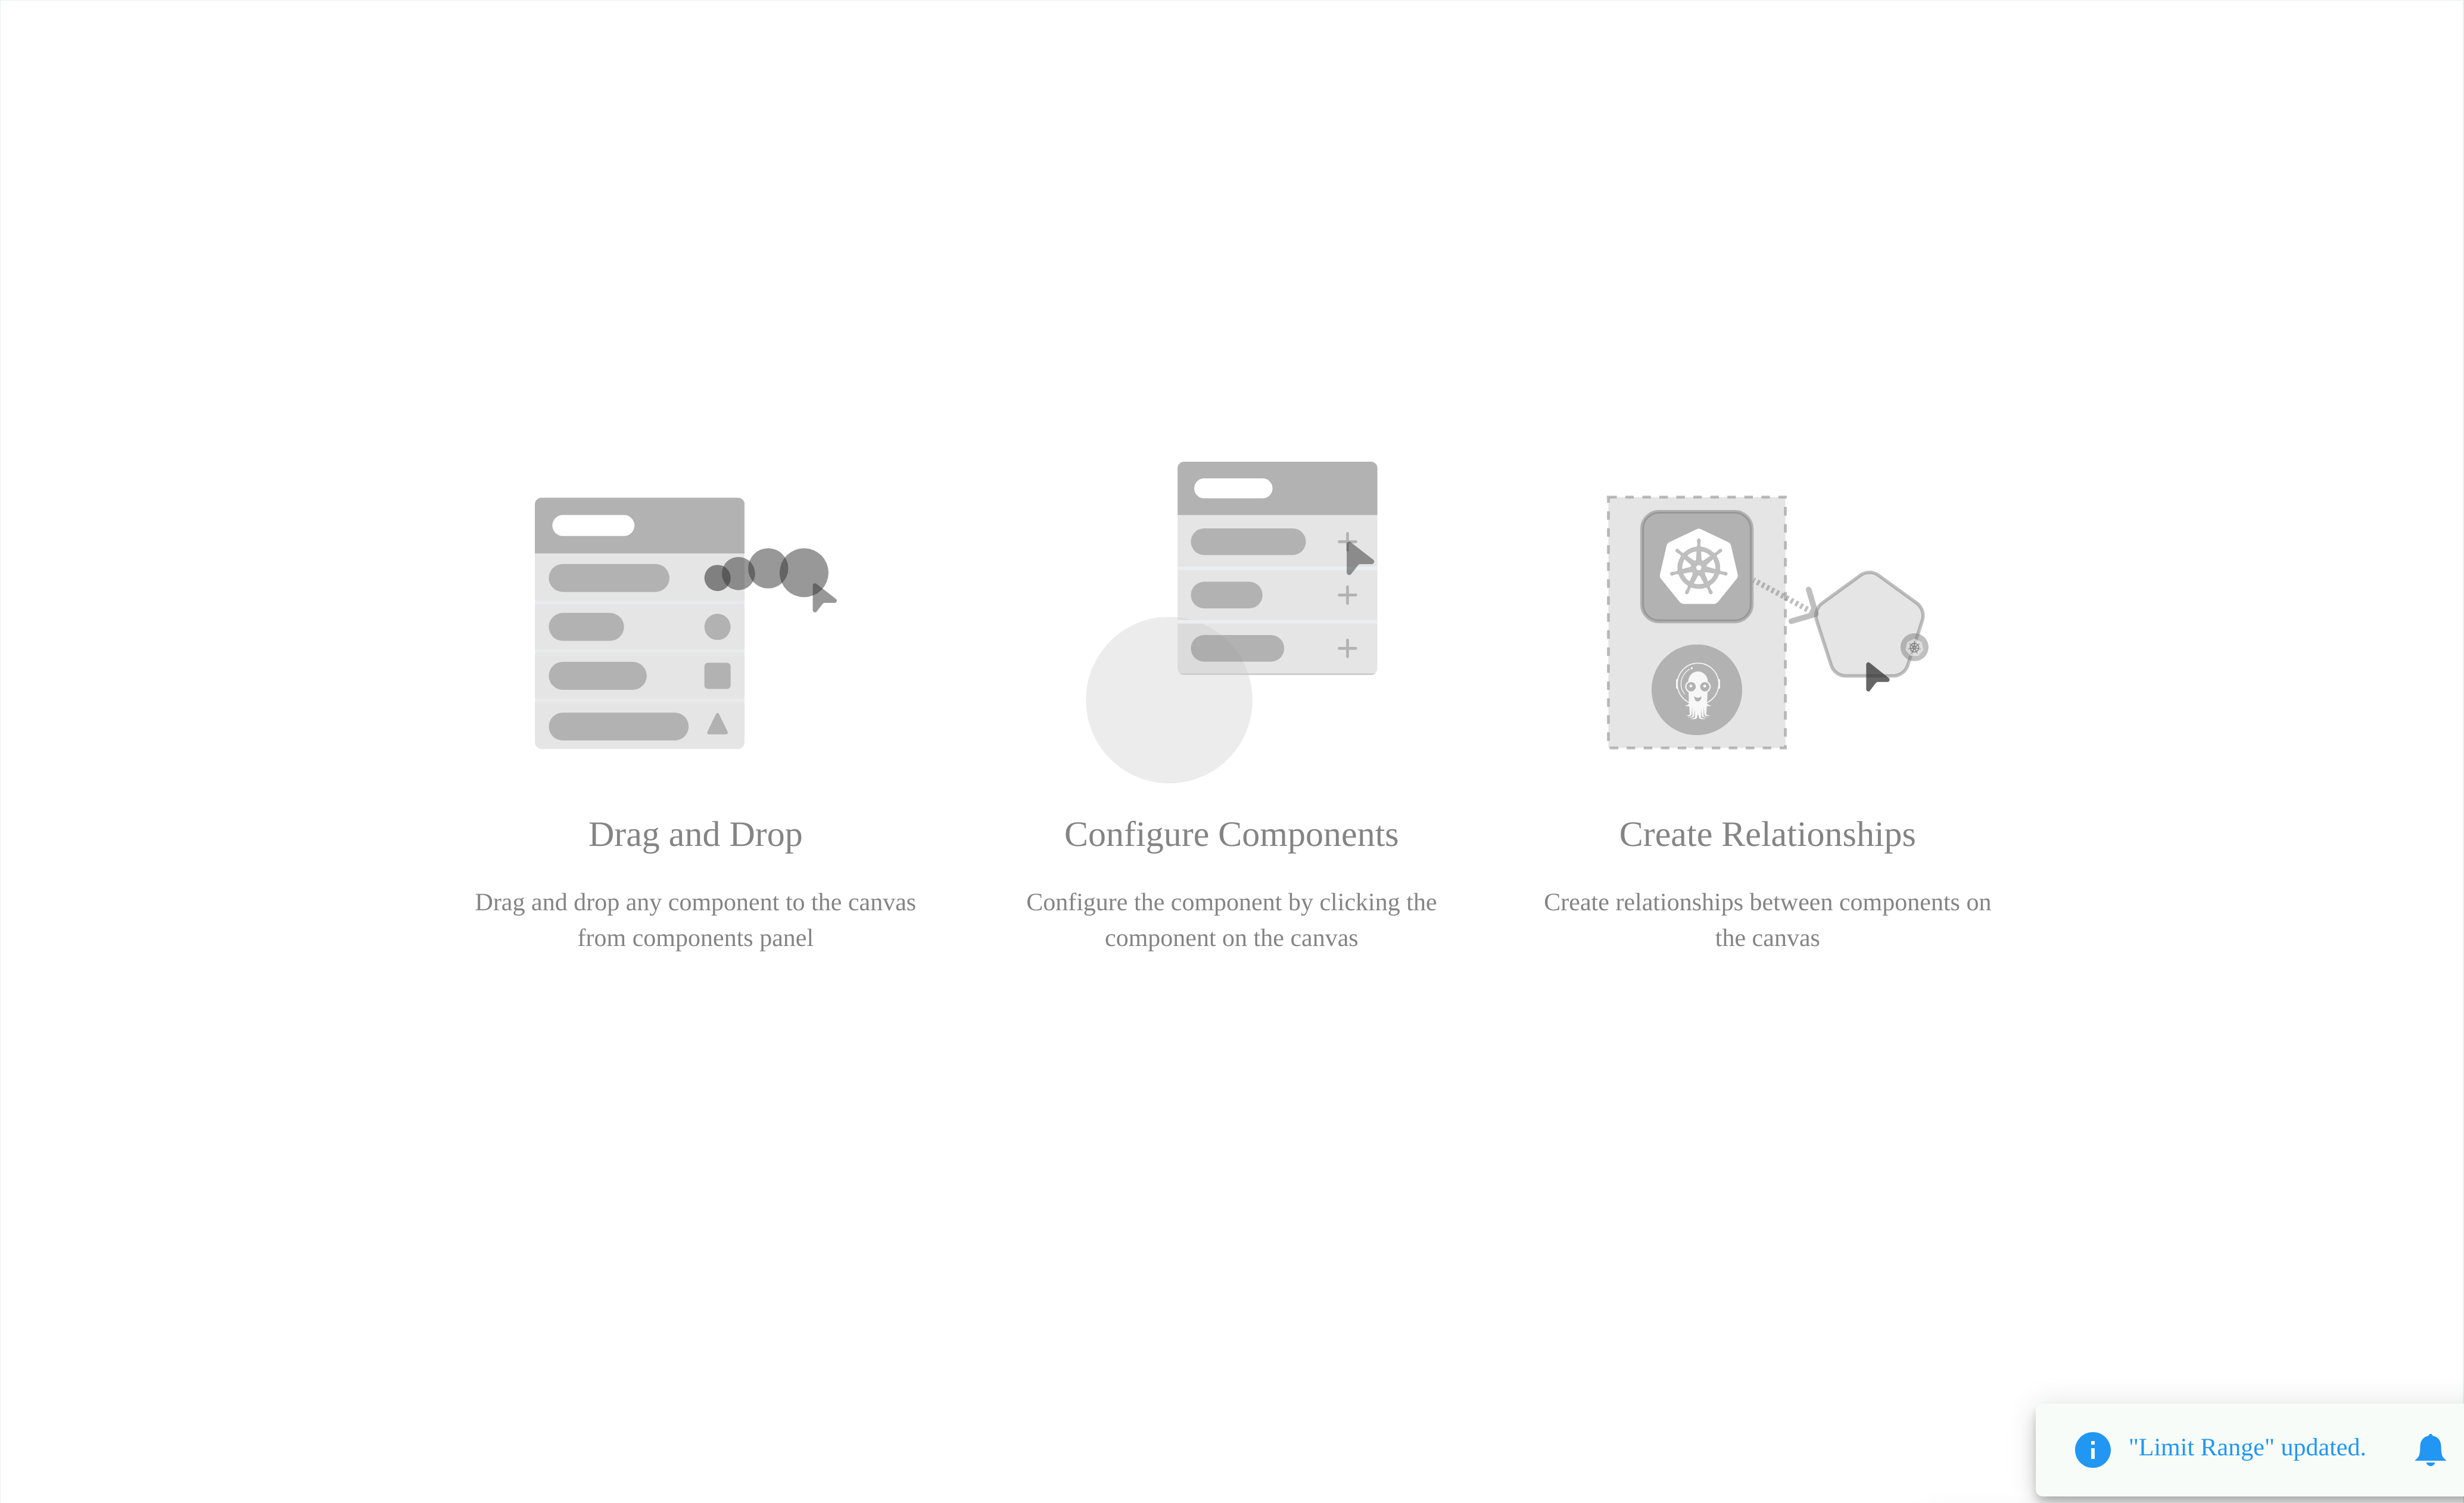 Drag and Drop
Drag and drop any component to the canvas
from components panel
Configure Components
Configure the component by clicking the
component on the canvas
Create Relationships
Create relationships between components on
the canvas
"Limit Range" updated.